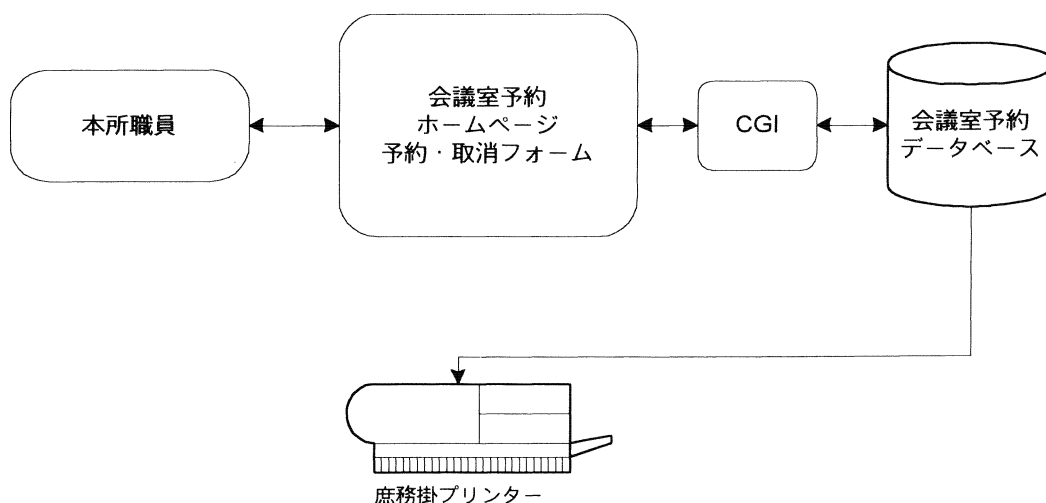 本所職員
会議室予約
ホームページ
予約・取消フォーム
CGI
会議室予約
データベース
庶務掛プリンター